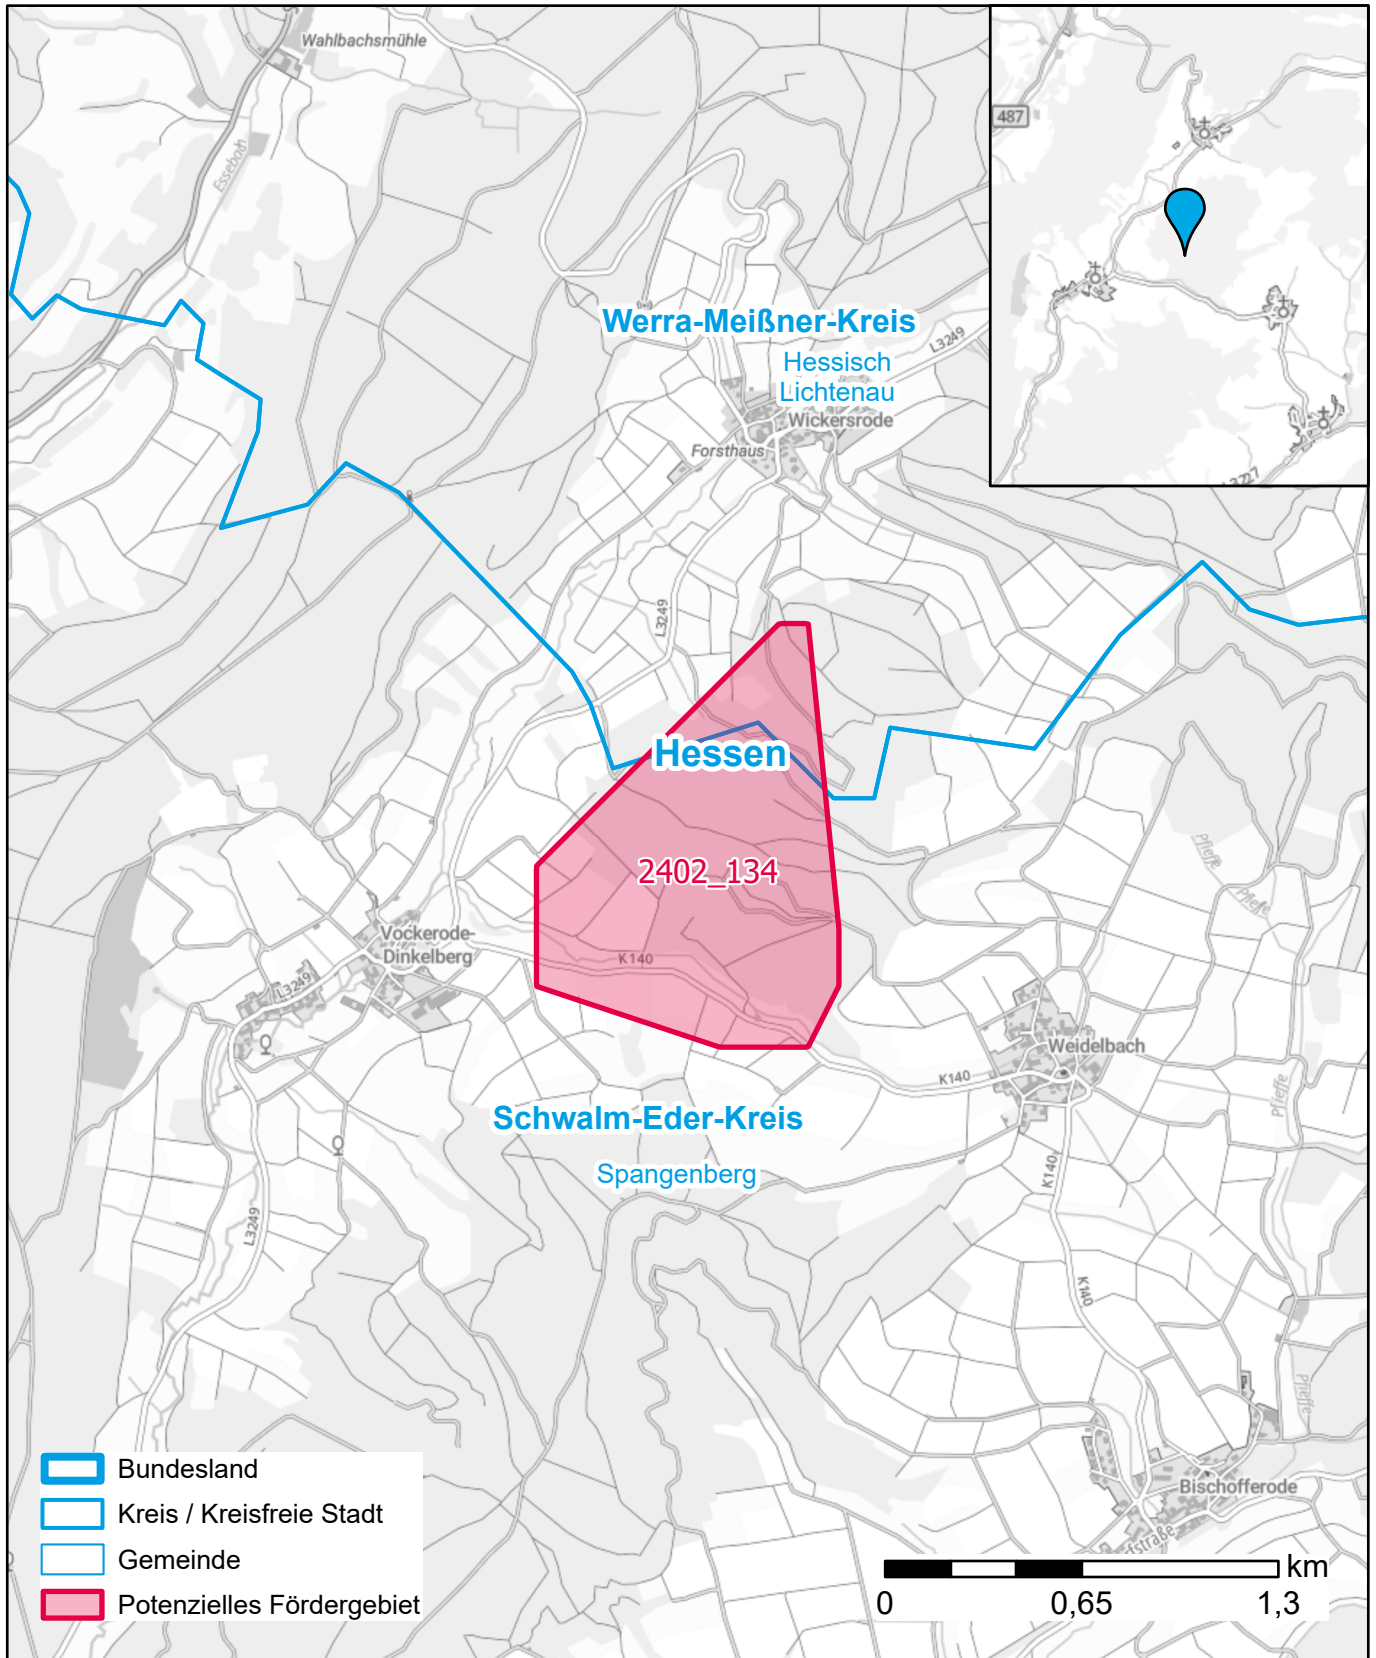 Wahlbachsmühle
487
Essebach
Werra-Meißner-Kreis
L3249
Hessisch
Lichtenau
Wickersrode
Forsthaus
L3227
L3249
Hessen
2402_134
Pfieffe
Pfieffe
Vockerode-
Dinkelberg
K140
L3249
Weidelbach
K140
Pfieffe
Schwalm-Eder-Kreis
Spangenberg
K140
L3249
K140
Pfieffe
Bischofferode
Bundesland
Kreis / Kreisfreie Stadt
Gemeinde
Potenzielles Fördergebiet
km
0 0,65 1,3